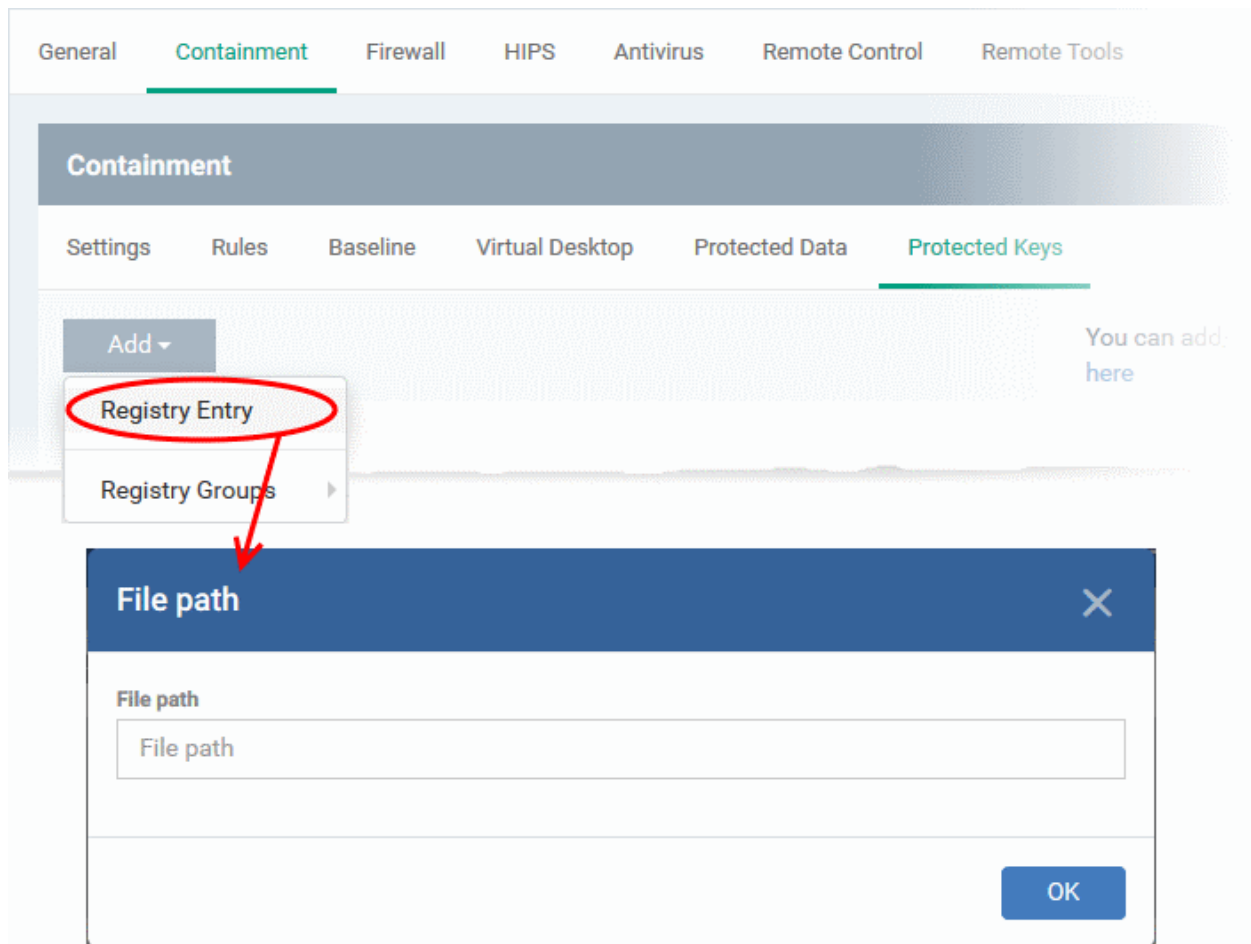 General Containment Firewall HIPS Antivirus Remote Control Remote Tools
Containment
Settings Rules Baseline Virtual Desktop Protected Data Protected Keys
Add
You can add
here
Registry Entry
Registry Groups
File path
File path
File path
OK